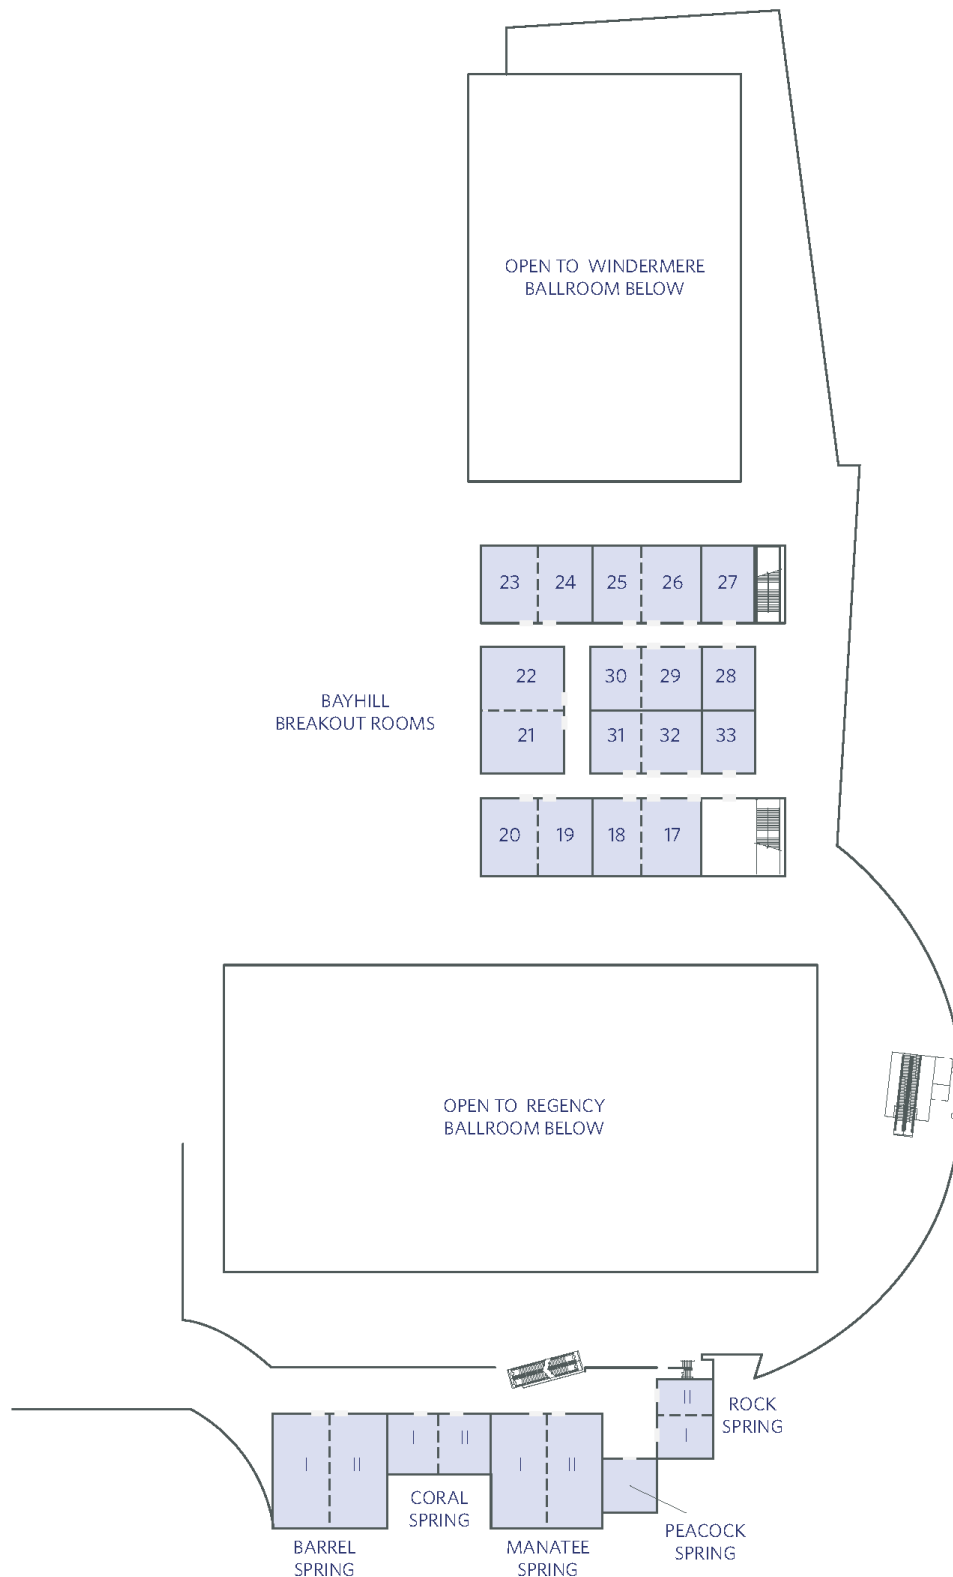 OPEN TO WINDERMERE
BALLROOM BELOW
23 24 25 26 27
22 30 29 28
BAYHILL
BREAKOUT ROOMS
21 31 32 33
20 19 18 17
OPEN TO REGENCY
BALLROOM BELOW
II
I
ROCK
SPRING
I II
I II
I II
CORAL
SPRING
PEACOCK
SPRING
BARREL
SPRING
MANATEE
SPRING